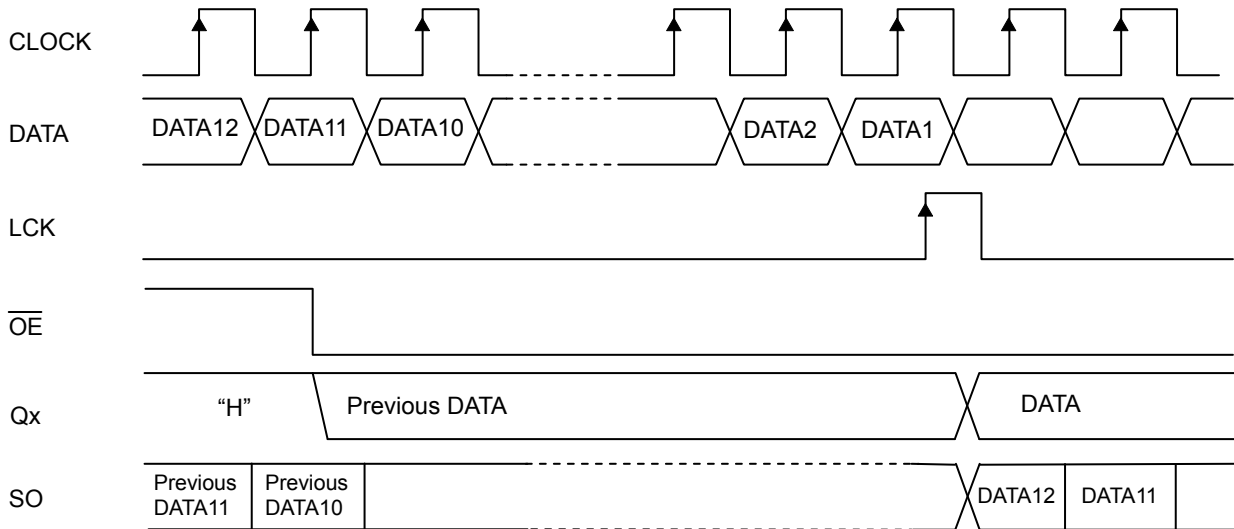 CLOCK
DATA
DATA12
DATA11
DATA10
DATA2
DATA1
LCK
OE
Qx
“H”
Previous DATA
DATA
SO
Previous
DATA11
Previous
DATA10
DATA12
DATA11